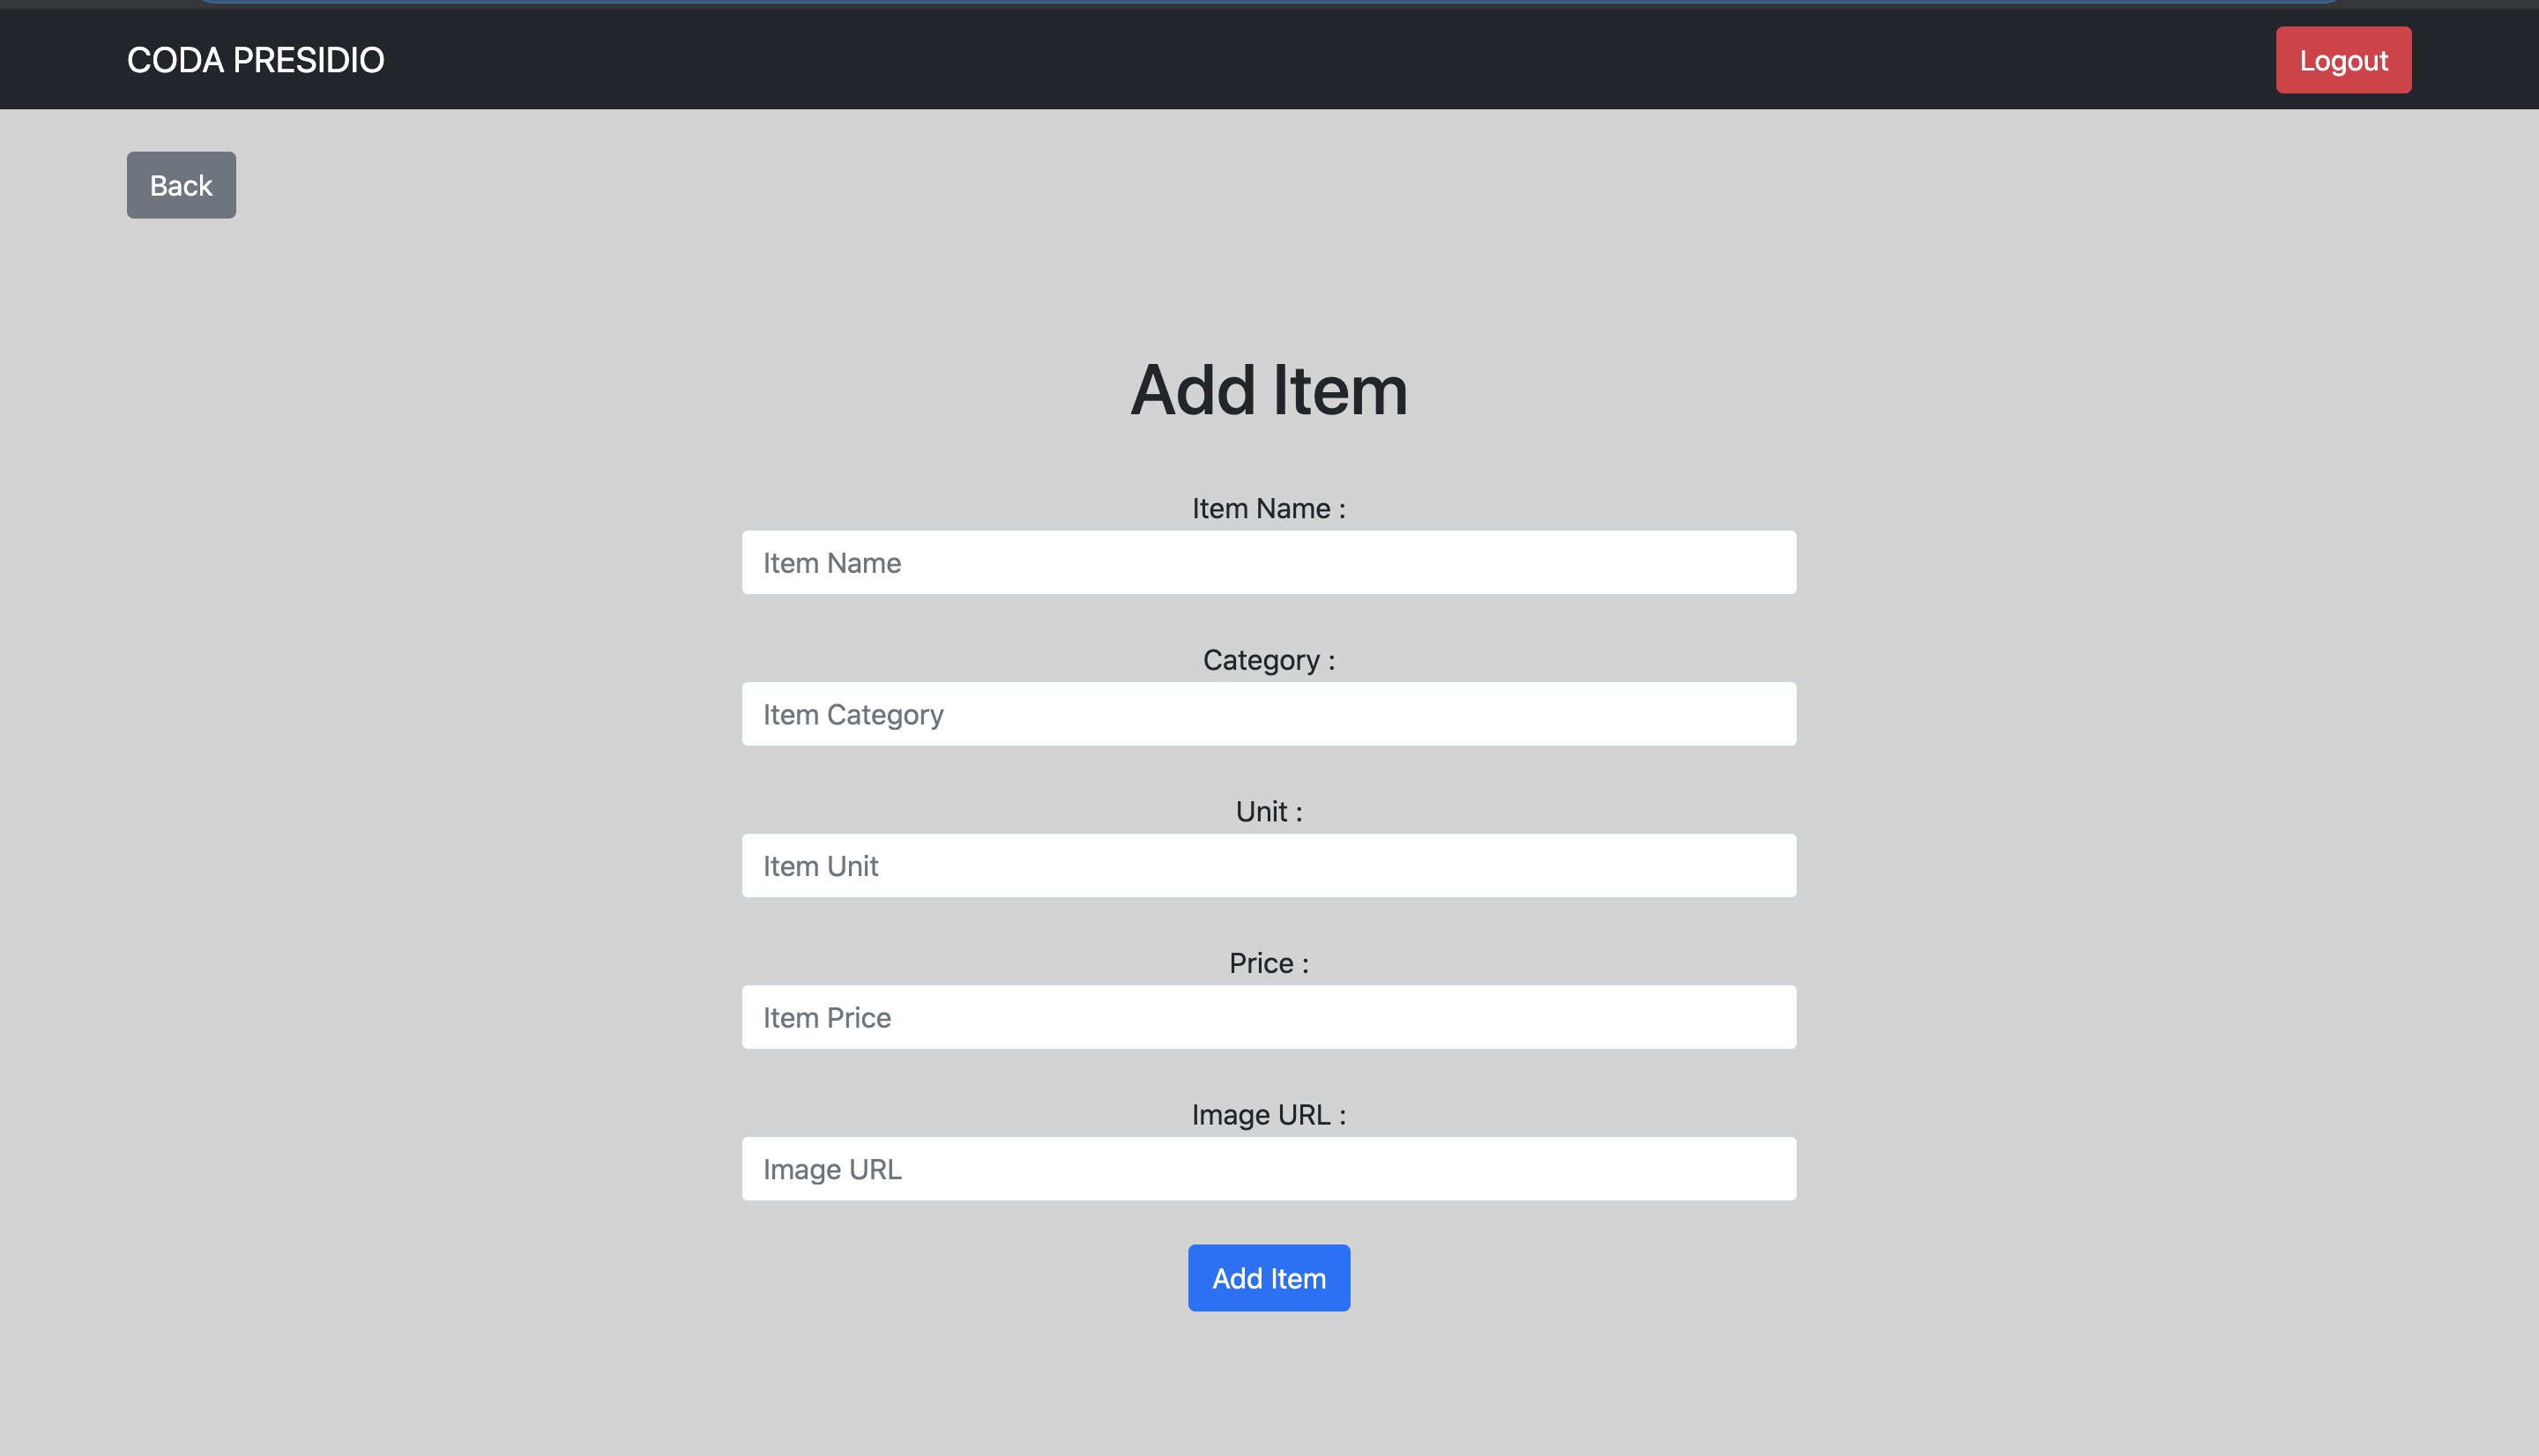 CODA PRESIDIO
Logout
Back
Add Item
Item Name :
Item Name
Category :
Item Category
Unit :
Item Unit
Price :
Item Price
Image URL :
Image URL
Add Item